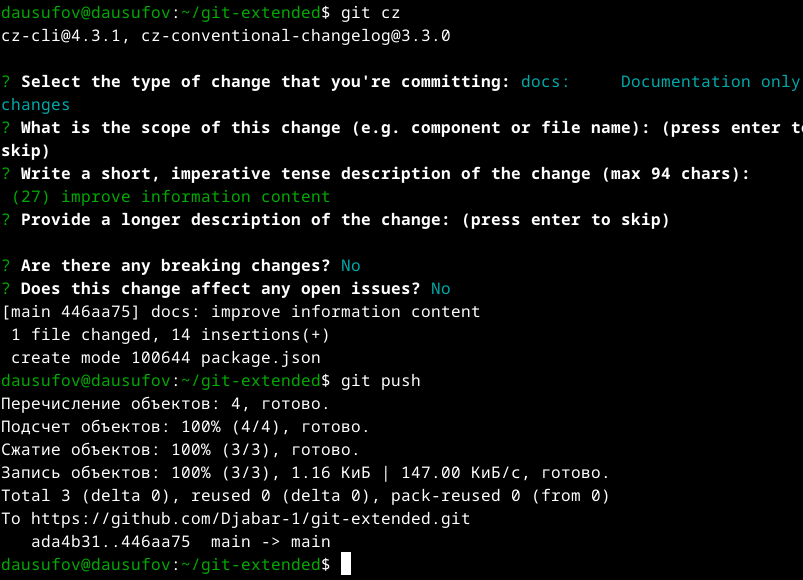 dausufov@dausufov:~/git-extended$ git cz
cz-cli@4.3.1, cz-conventional-changelog@3.3.0
? Select the type of change that you're committing: docs:     Documentation only
changes
? What is the scope of this change (e.g. component or file name): (press enter to
skip)
? Write a short, imperative tense description of the change (max 94 chars):
 (27) improve information content
? Provide a longer description of the change: (press enter to skip)
? Are there any breaking changes? No
? Does this change affect any open issues? No
[main 446aa75] docs: improve information content
 1 file changed, 14 insertions(+)
 create mode 100644 package.json
dausufov@dausufov:~/git-extended$ git push
Перечисление объектов: 4, готово.
Подсчет объектов: 100% (4/4), готово.
Сжатие объектов: 100% (3/3), готово.
Запись объектов: 100% (3/3), 1.16 КиБ | 147.00 КиБ/с, готово.
Total 3 (delta 0), reused 0 (delta 0), pack-reused 0 (from 0)
To https://github.com/Djabar-1/git-extended.git
   ada4b31..446aa75  main -> main
dausufov@dausufov:~/git-extended$